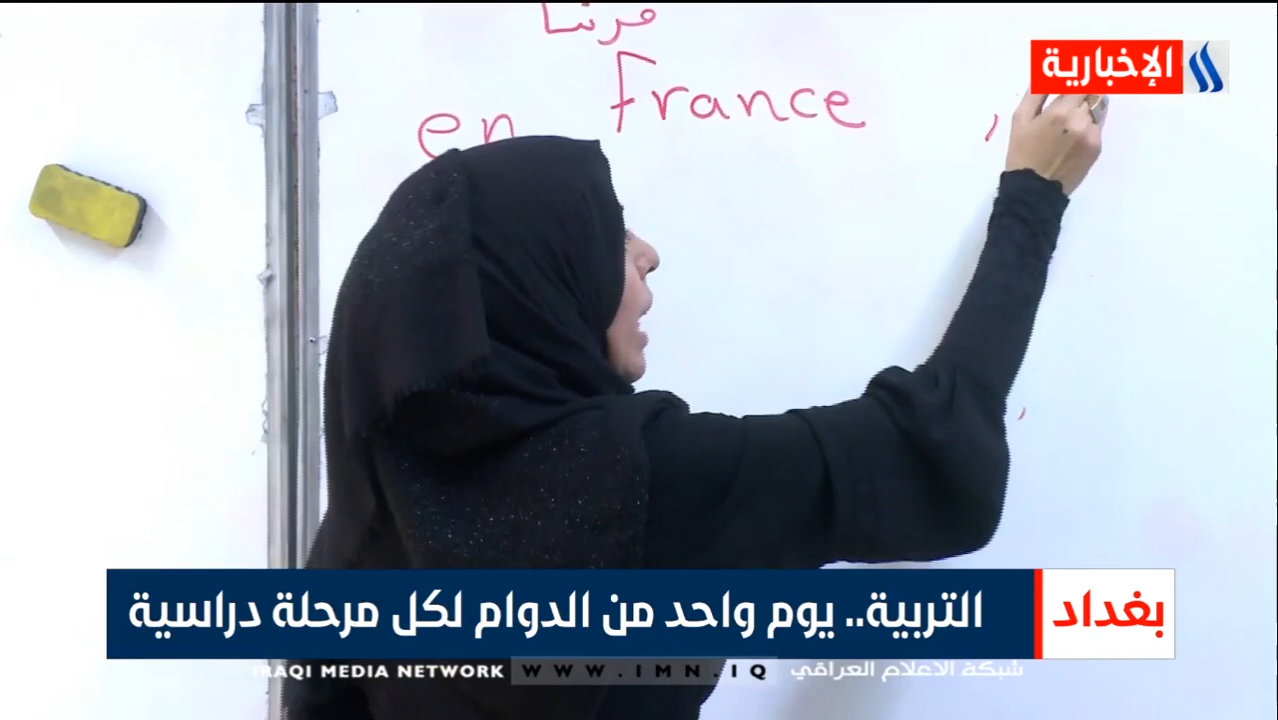 فرنسا
en France ,
الإخبارية
بغداد
التربية.. يوم واحد من الدوام لكل مرحلة دراسية
IRAQI MEDIA NETWORK WWW.IMN.IQ شبكة الاعلام العراقي